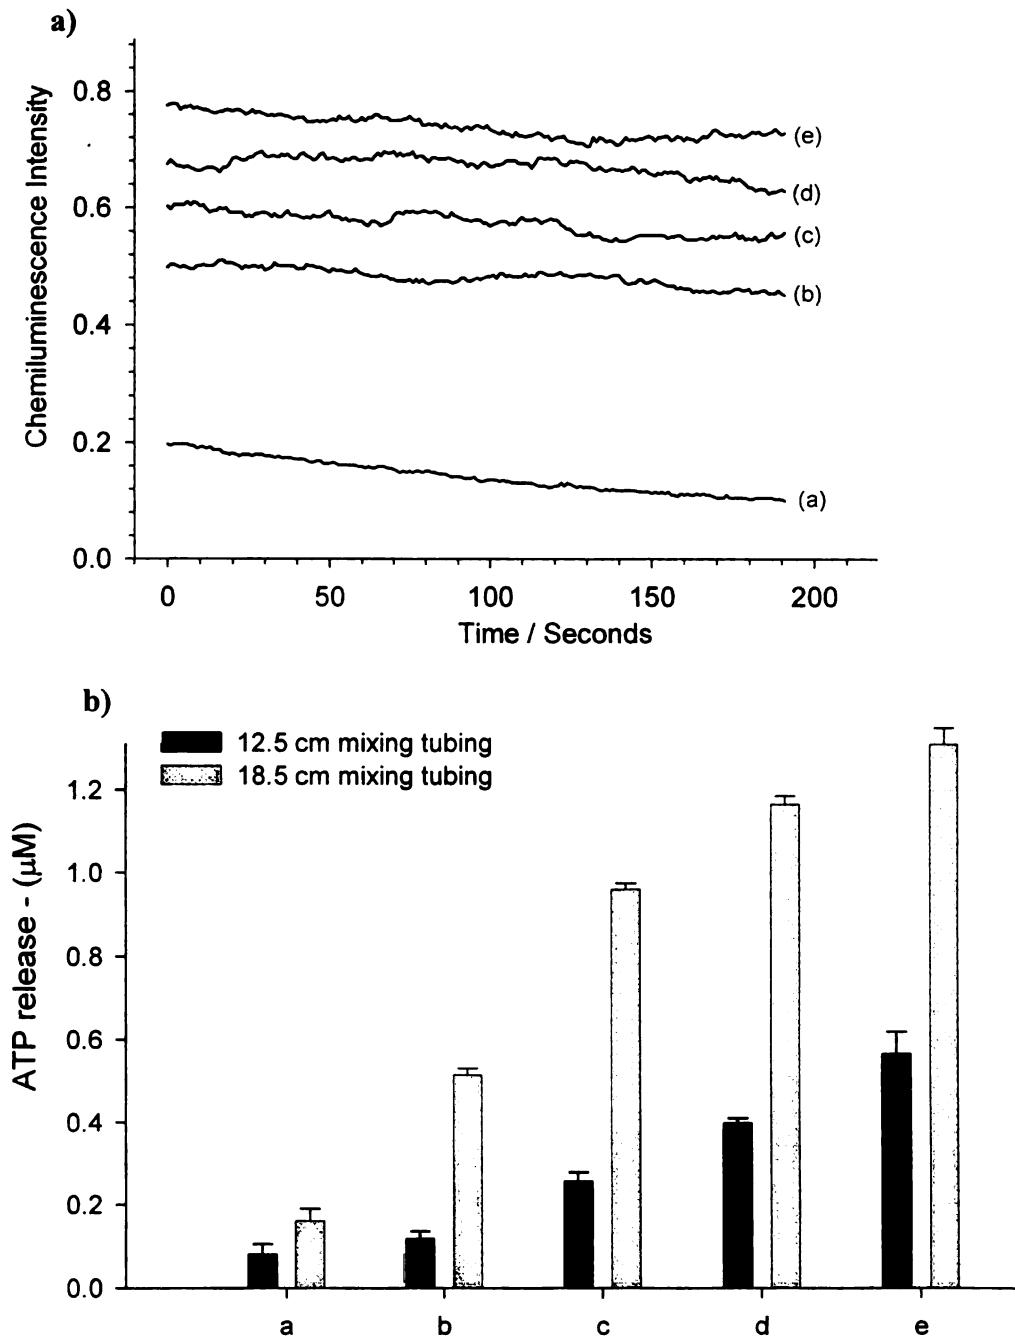 a)
Chemiluminescence Intensity
0.8
0.6
0.4
0.2
0.0
(e)
(d)
(c)
(b)
(a)
0 50 100 150 200
Time / Seconds
b)
12.5 cm mixing tubing
18.5 cm mixing tubing
ATP release - (µM)
1.2
1.0
0.8
0.6
0.4
0.2
0.0
a b c d e